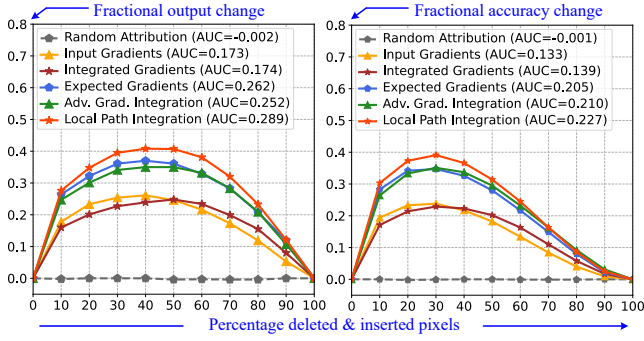 Fractional output change
0.8
0.7
0.6
0.5
0.4
0.3
0.2
0.1
0.0
Random Attribution (AUC=-0.002)
Input Gradients (AUC=0.173)
Integrated Gradients (AUC=0.174)
Expected Gradients (AUC=0.262)
Adv. Grad. Integration (AUC=0.252)
Local Path Integration (AUC=0.289)
0 10 20 30 40 50 60 70 80 90 100
Fractional accuracy change
0.8
0.7
0.6
0.5
0.4
0.3
0.2
0.1
0.0
Random Attribution (AUC=-0.001)
Input Gradients (AUC=0.133)
Integrated Gradients (AUC=0.139)
Expected Gradients (AUC=0.205)
Adv. Grad. Integration (AUC=0.210)
Local Path Integration (AUC=0.227)
0 10 20 30 40 50 60 70 80 90 100
Percentage deleted & inserted pixels